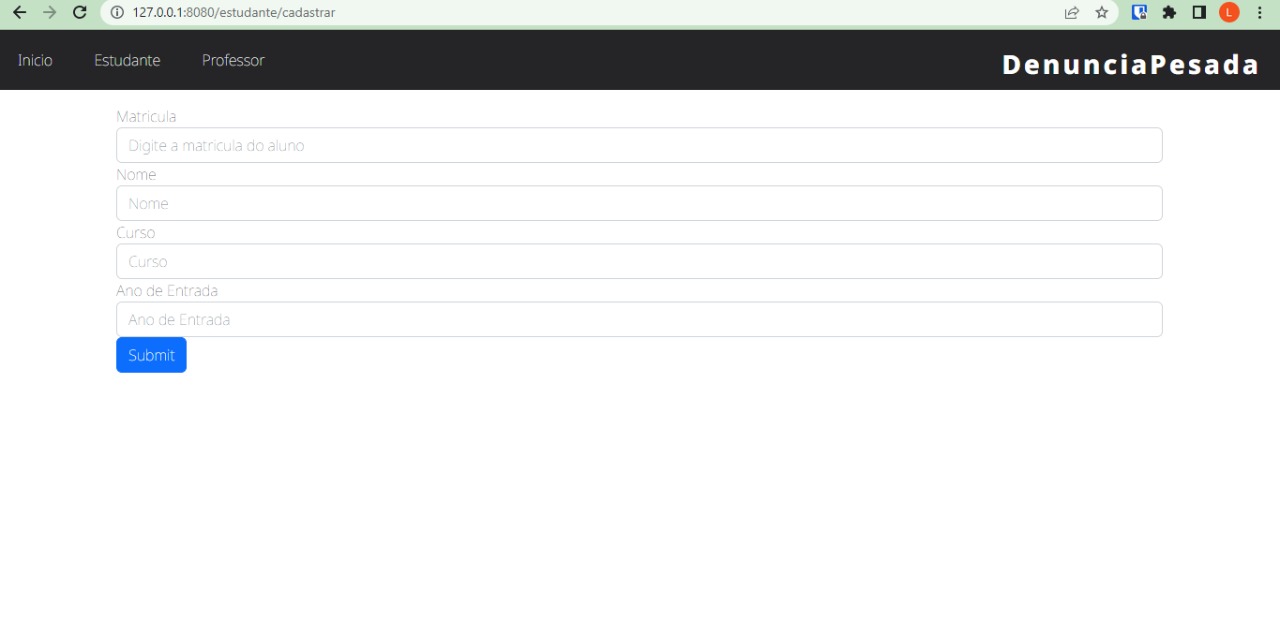 127.0.0.1:8080/estudante/cadastrar
L
Inicio Estudante Professor DenunciaPesada
Matricula
Digite a matricula do aluno
Nome
Nome
Curso
Curso
Ano de Entrada
Ano de Entrada
Submit